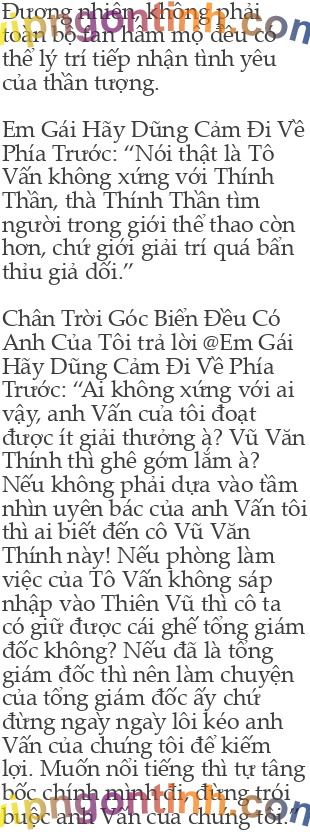 Đương nhiên, không phải
toàn bộ fan hâm mộ đều có
thể lý trí tiếp nhận tình yêu
của thần tượng.
Em Gái Hãy Dũng Cảm Đi Về
Phía Trước: “Nói thật là Tô
Vấn không xứng với Thính
Thần, thà Thính Thần tìm
người trong giới thể thao còn
hơn, chứ giới giải trí quá bẩn
thỉu giả dối.”
Chân Trời Góc Biển Đều Có
Anh Của Tôi trả lời @Em Gái
Hãy Dũng Cảm Đi Về Phía
Trước: “Ai không xứng với ai
vậy, anh Vấn của tôi đoạt
được ít giải thưởng à? Vũ Văn
Thính thì ghê gớm lắm à?
Nếu không phải dựa vào tầm
nhìn uyên bác của anh Vấn tôi
thì ai biết đến cô Vũ Văn
Thính này! Nếu phòng làm
việc của Tô Vấn không sáp
nhập vào Thiên Vũ thì cô ta
có giữ được cái ghế tổng giám
đốc không? Nếu đã là tổng
giám đốc thì nên làm chuyện
của tổng giám đốc ấy chứ
đừng ngày ngày lôi kéo anh
Vấn của chúng tôi để kiếm
lợi. Muốn nổi tiếng thì tự tâng
bốc chính mình đi, đừng trói
buộc anh Vấn của chúng tôi.”